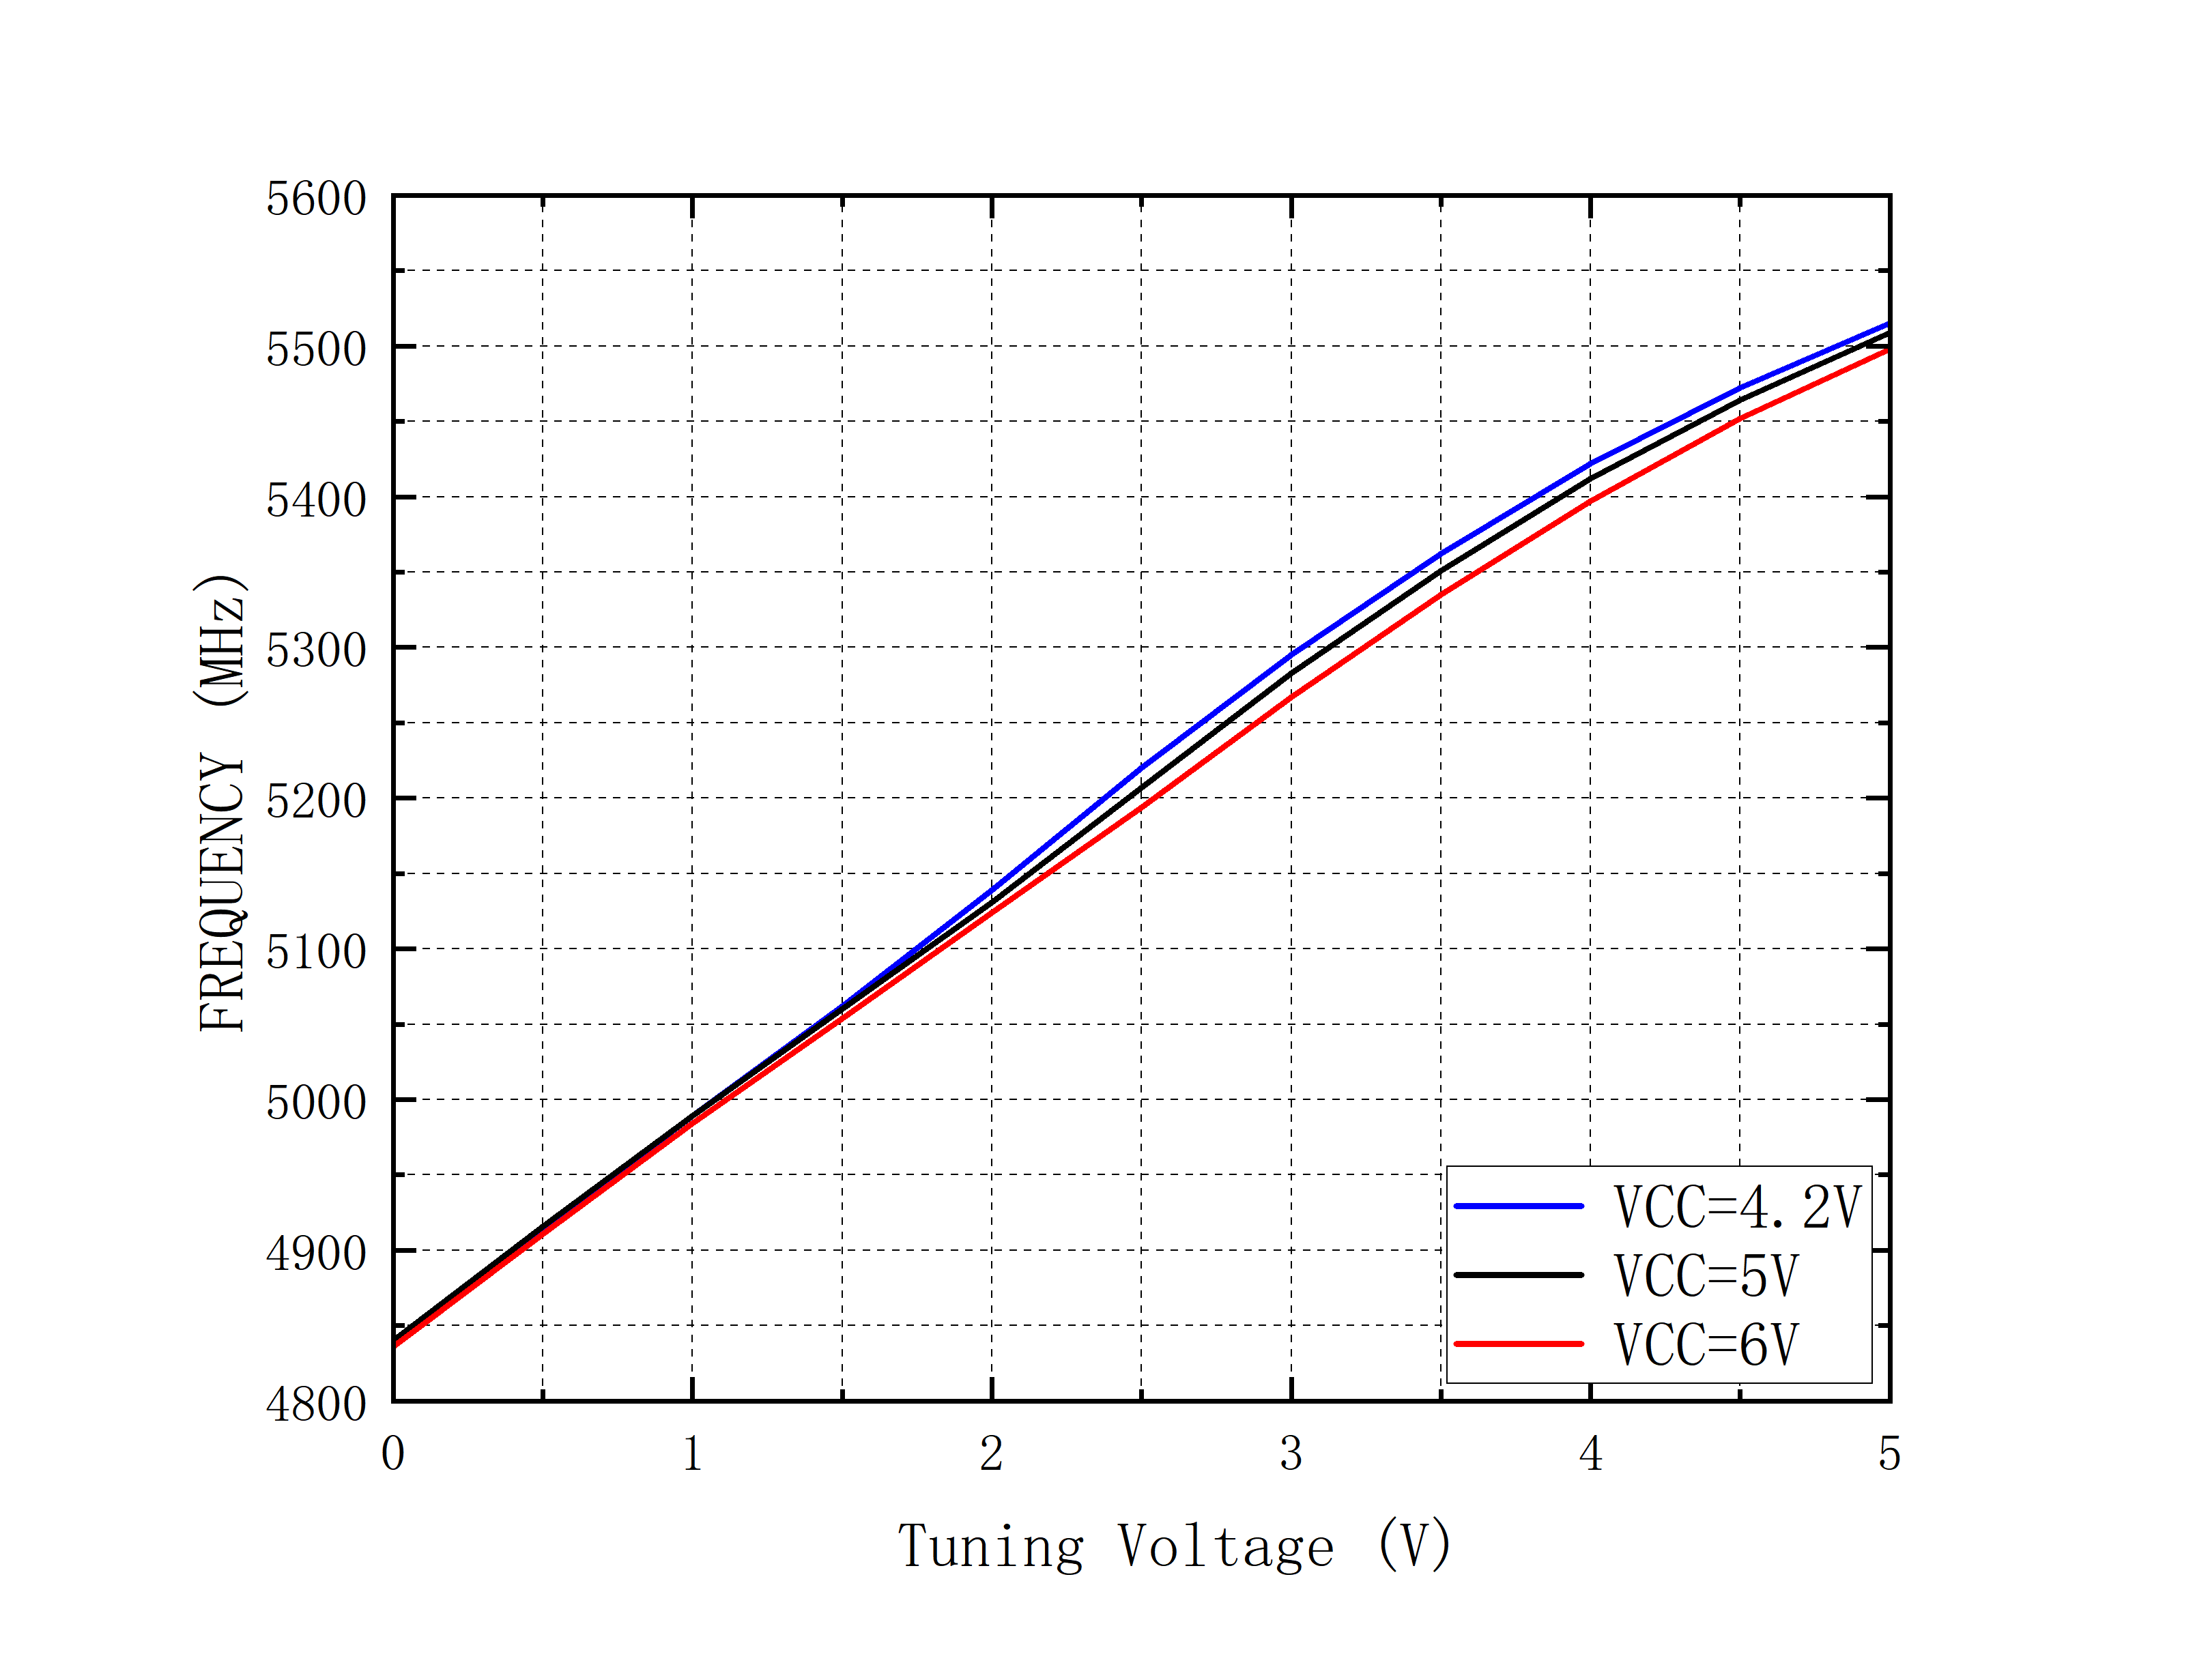 5600
5500
5400
5300
5200
5100
5000
4900
4800
FREQUENCY (MHz)
0 1 2 3 4 5
Tuning Voltage (V)
VCC=4.2V
VCC=5V
VCC=6V